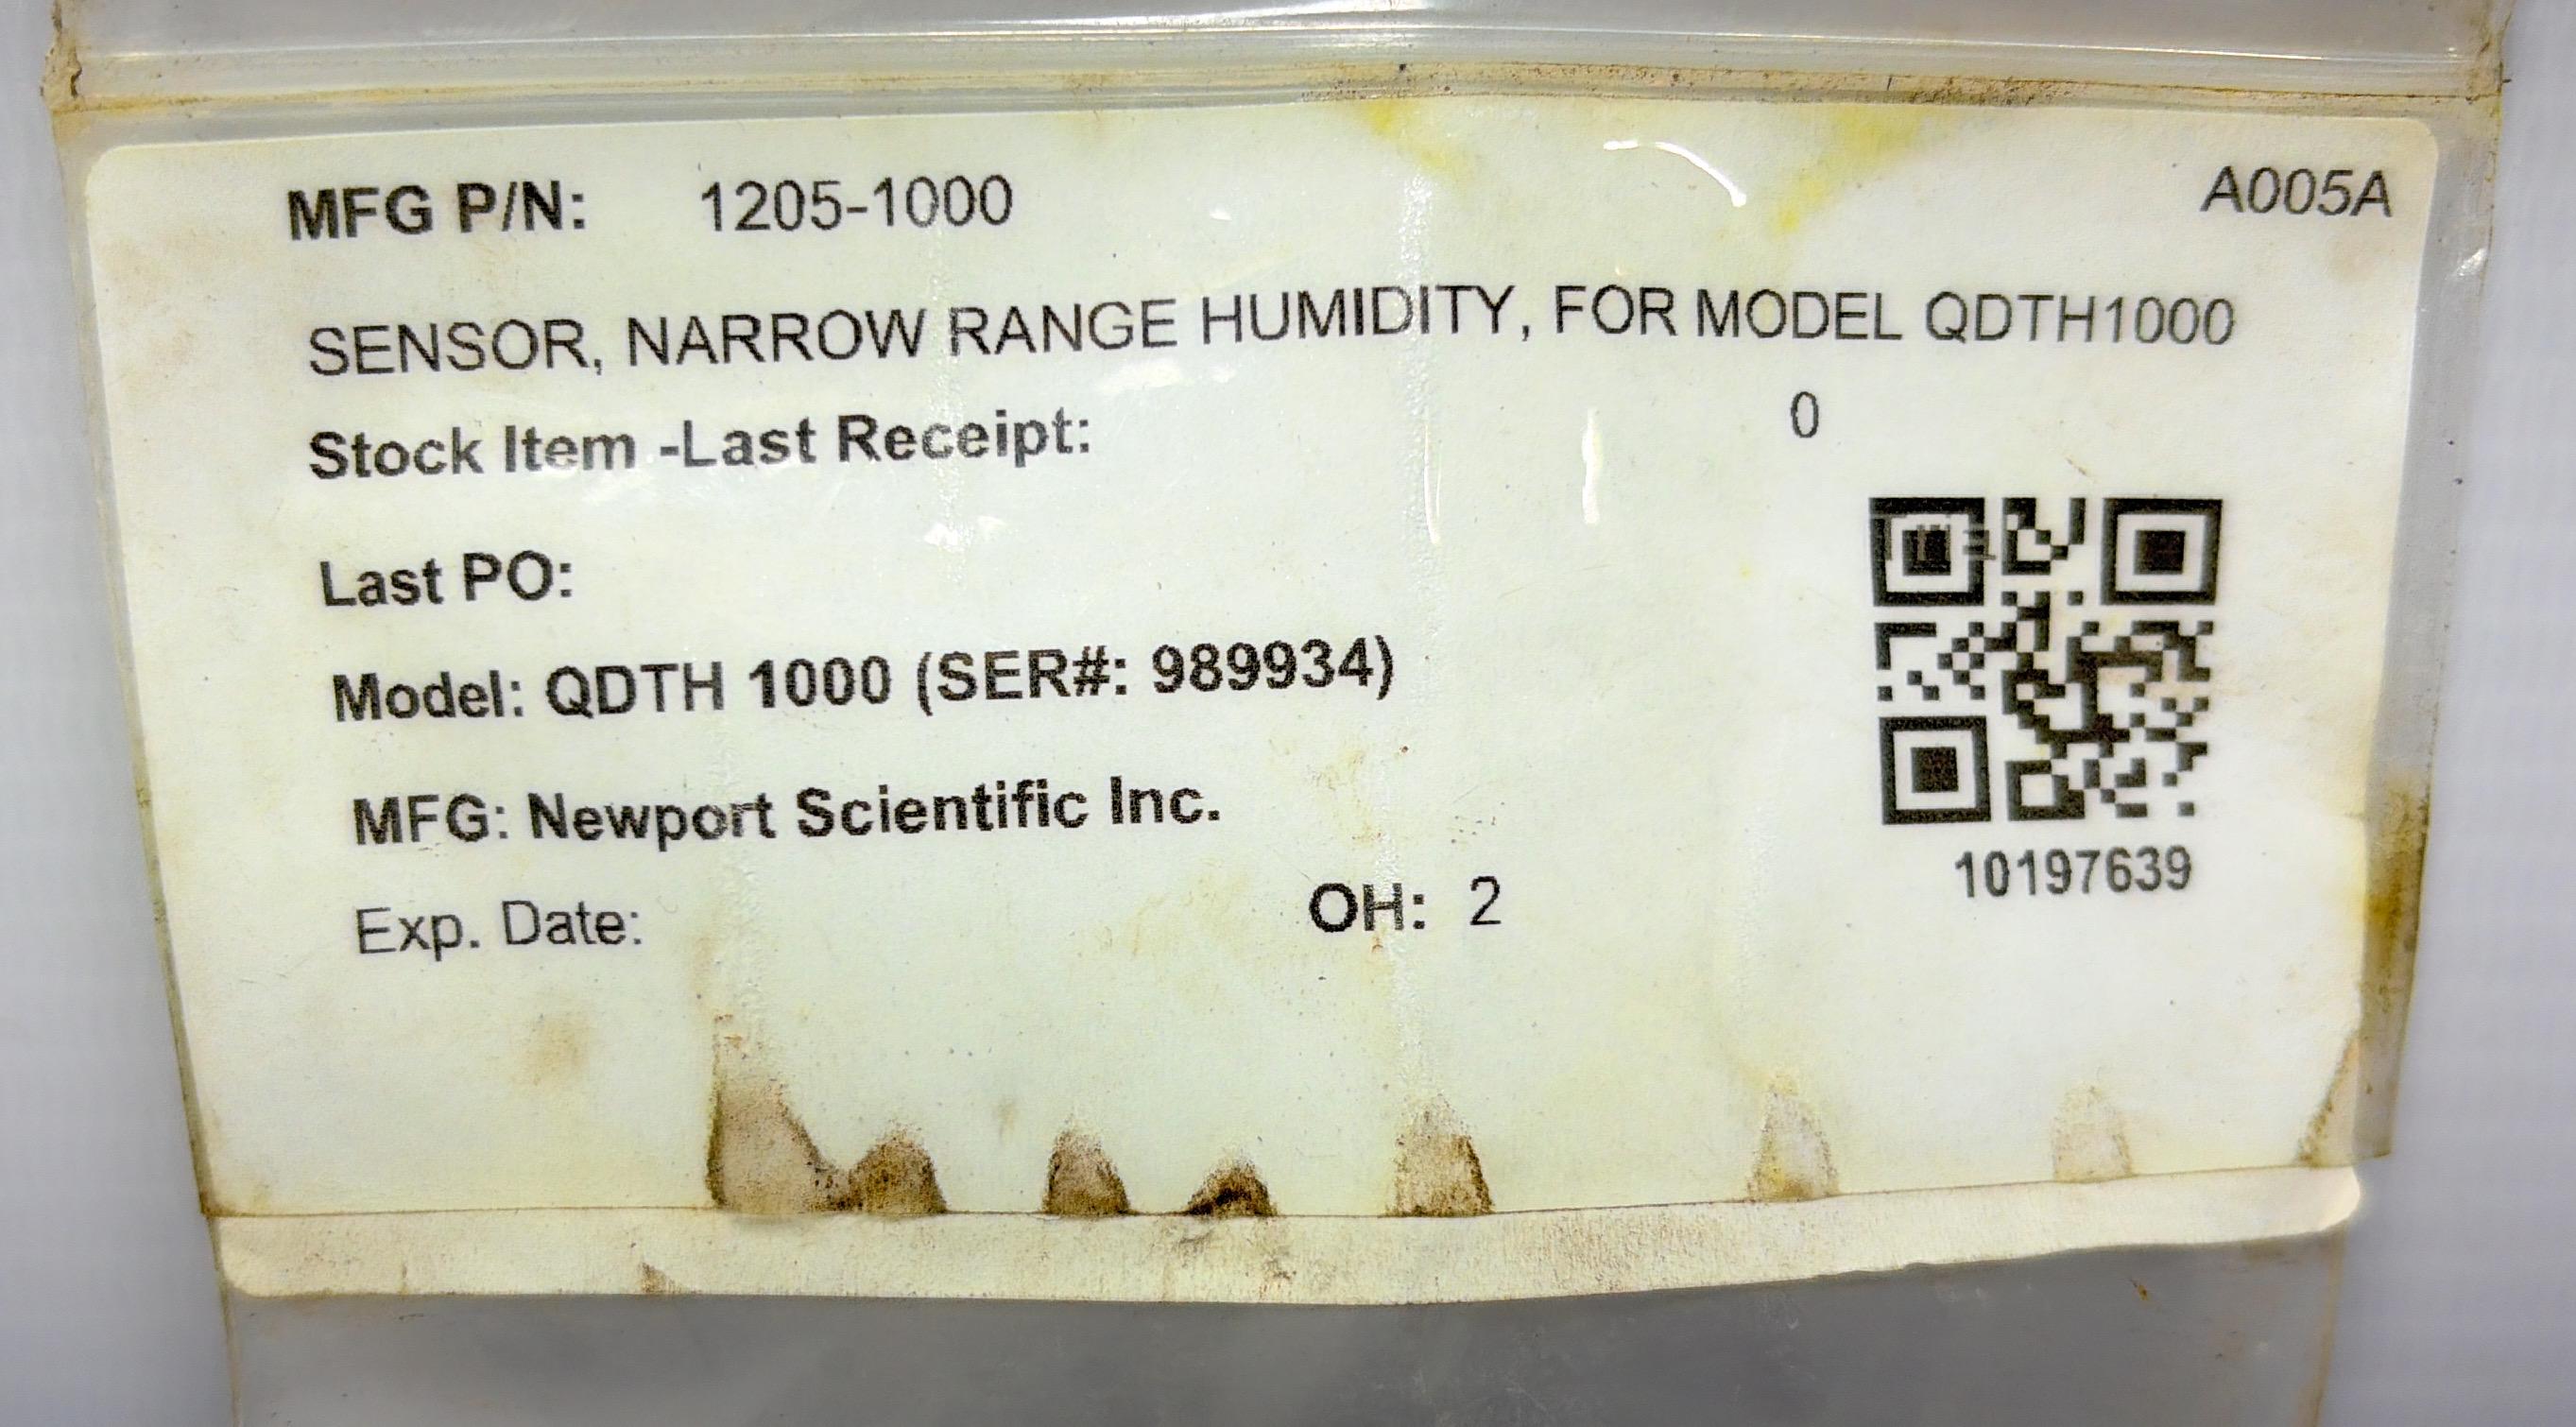 MFG P/N: 1205-1000 A005A
SENSOR, NARROW RANGE HUMIDITY, FOR MODEL QDTH1000
Stock Item -Last Receipt: 0
Last PO:
Model: QDTH 1000 (SER#: 989934)
MFG: Newport Scientific Inc.
Exp. Date: OH: 2
10197639